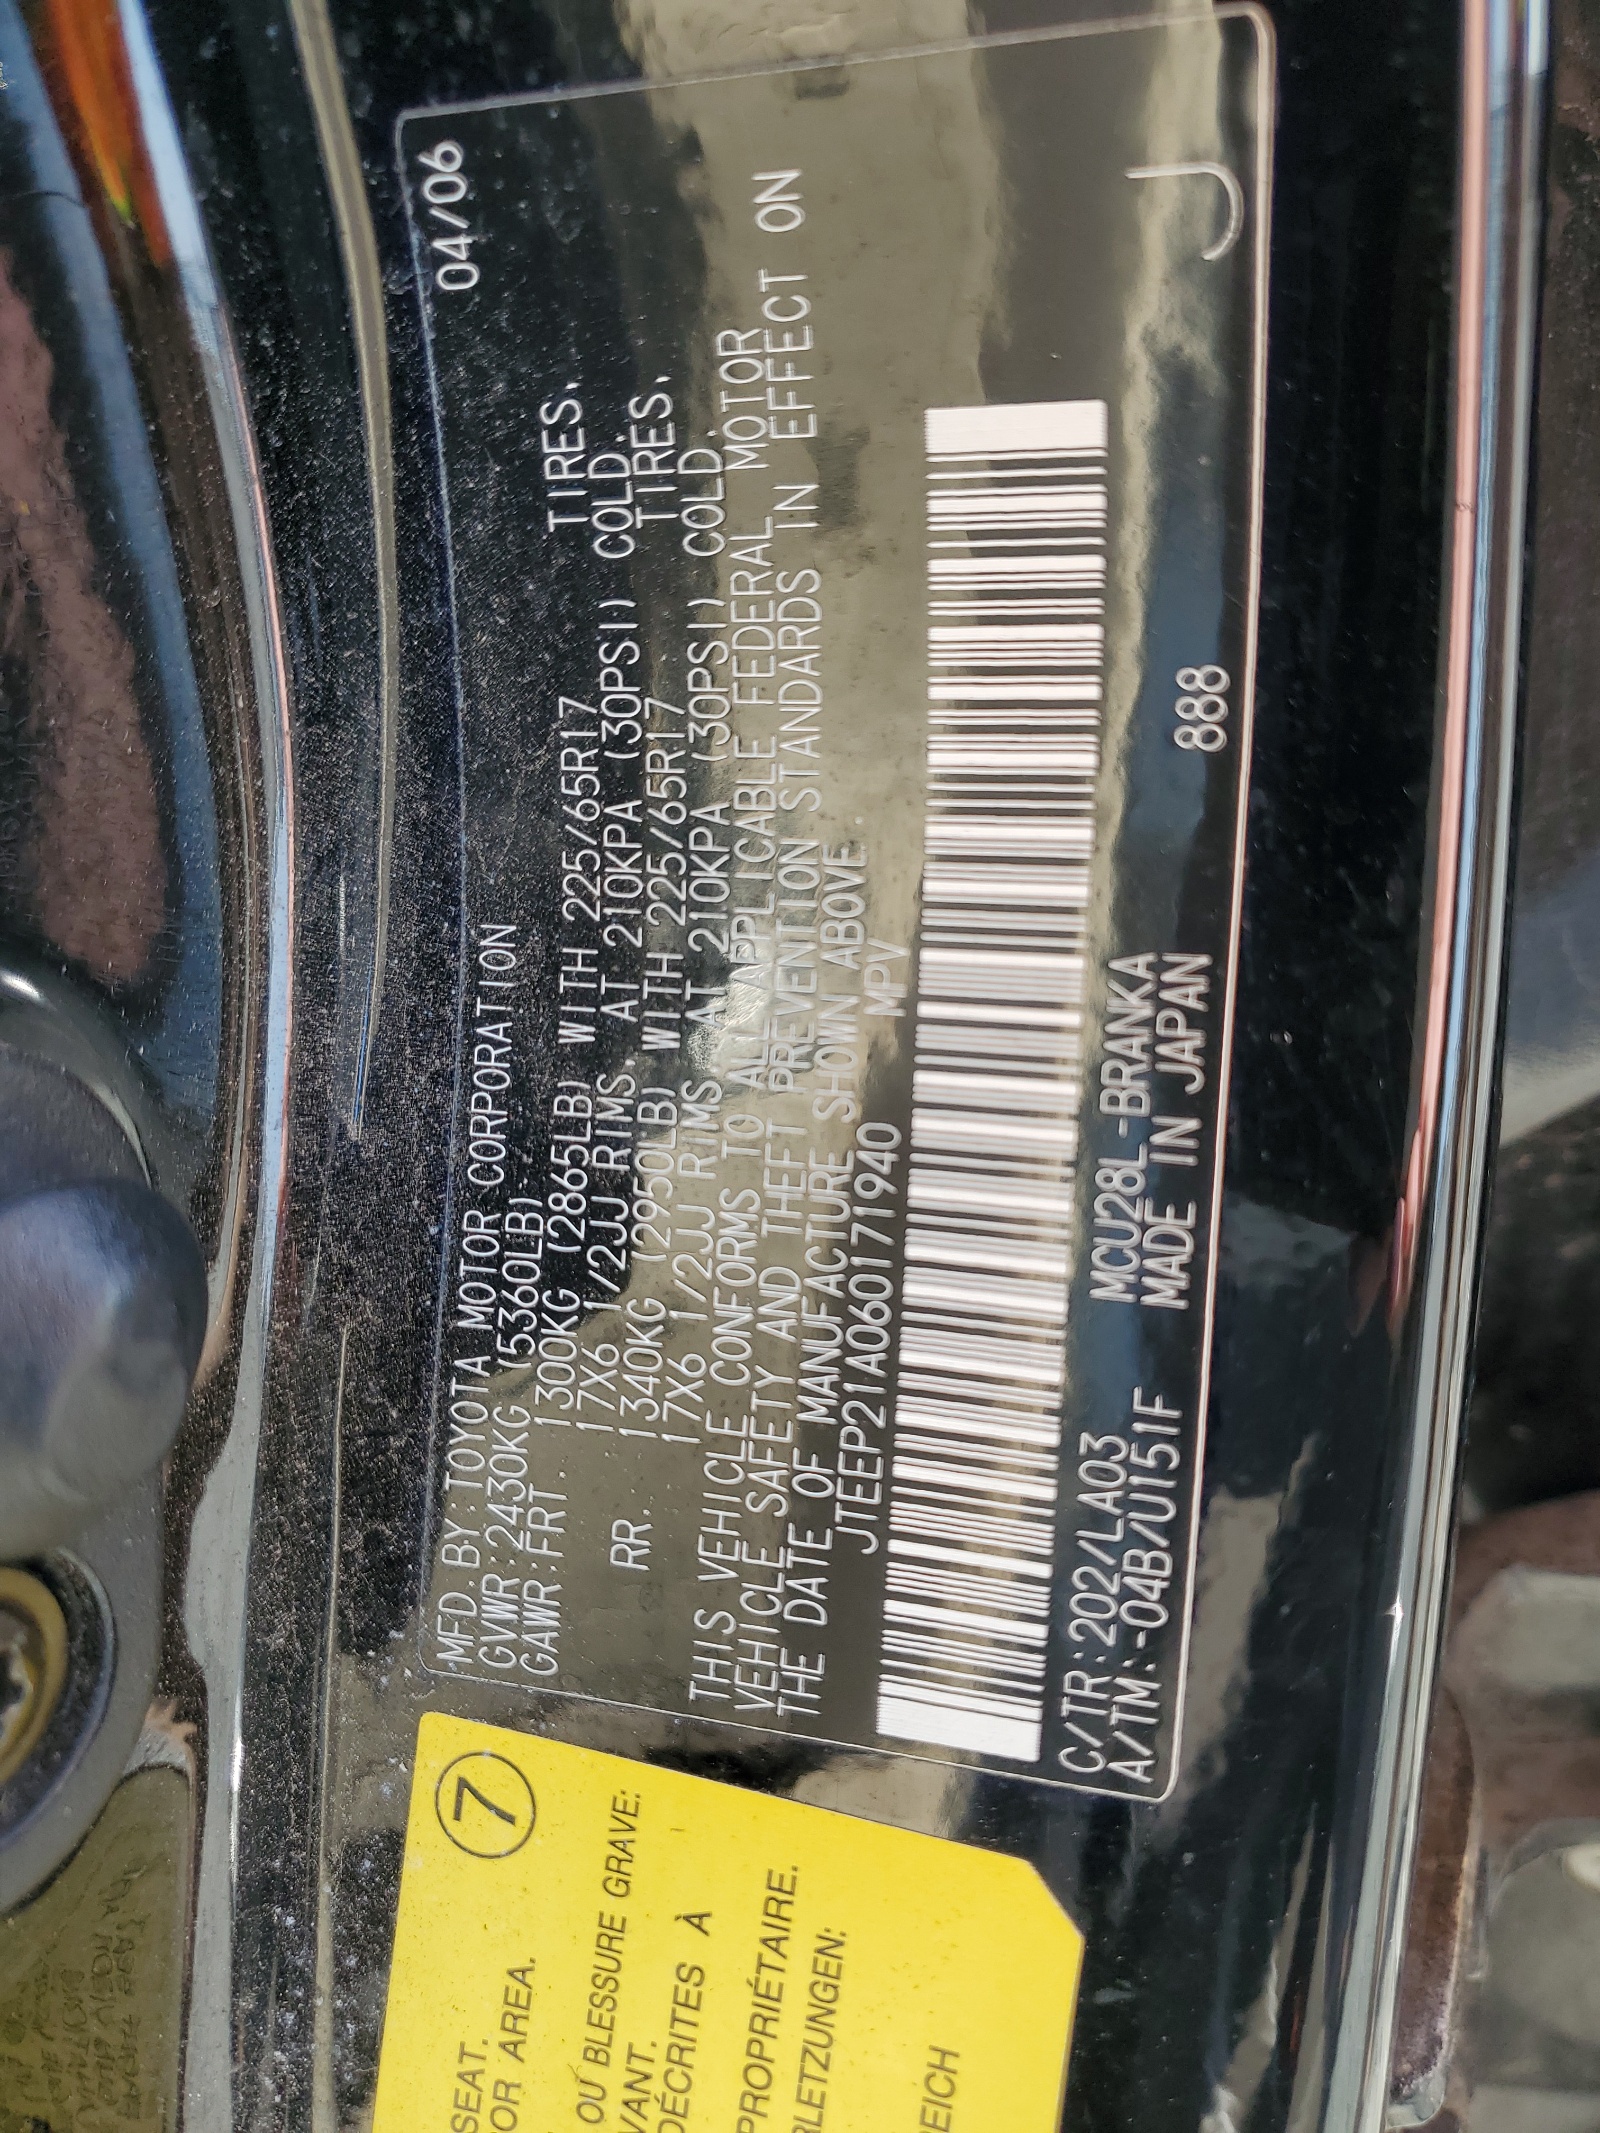 04/06
MFD.BY:TOYOTA MOTOR CORPORATION
GVWR:2430KG (5360LB)
GAWR:FRT. 1300KG (2865LB) WITH 225/65R17 TIRES.
17X6 1/2JJ RIMS, AT 210KPA (30PSI) COLD.
RR. 1340KG (2950LB) WITH 225/65R17 TIRES.
17X6 1/2JJ RIMS AT 210KPA (30PSI) COLD.
THIS VEHICLE CONFORMS TO ALL APPLICABLE FEDERAL MOTOR
VEHICLE SAFETY AND THEFT PREVENTION STANDARDS IN EFFECT ON
THE DATE OF MANUFACTURE SHOWN ABOVE.
JTEEP21A060171940 MPV
C/TR:202/LA03 MCU28L-BRANKA
A/TM:-04B/U151F MADE IN JAPAN 888 J
7
SEAT.
OR AREA.
OU BLESSURE GRAVE:
VANT.
DÉCRITES À
PROPRIÉTAIRE.
RLETZUNGEN:
REICH